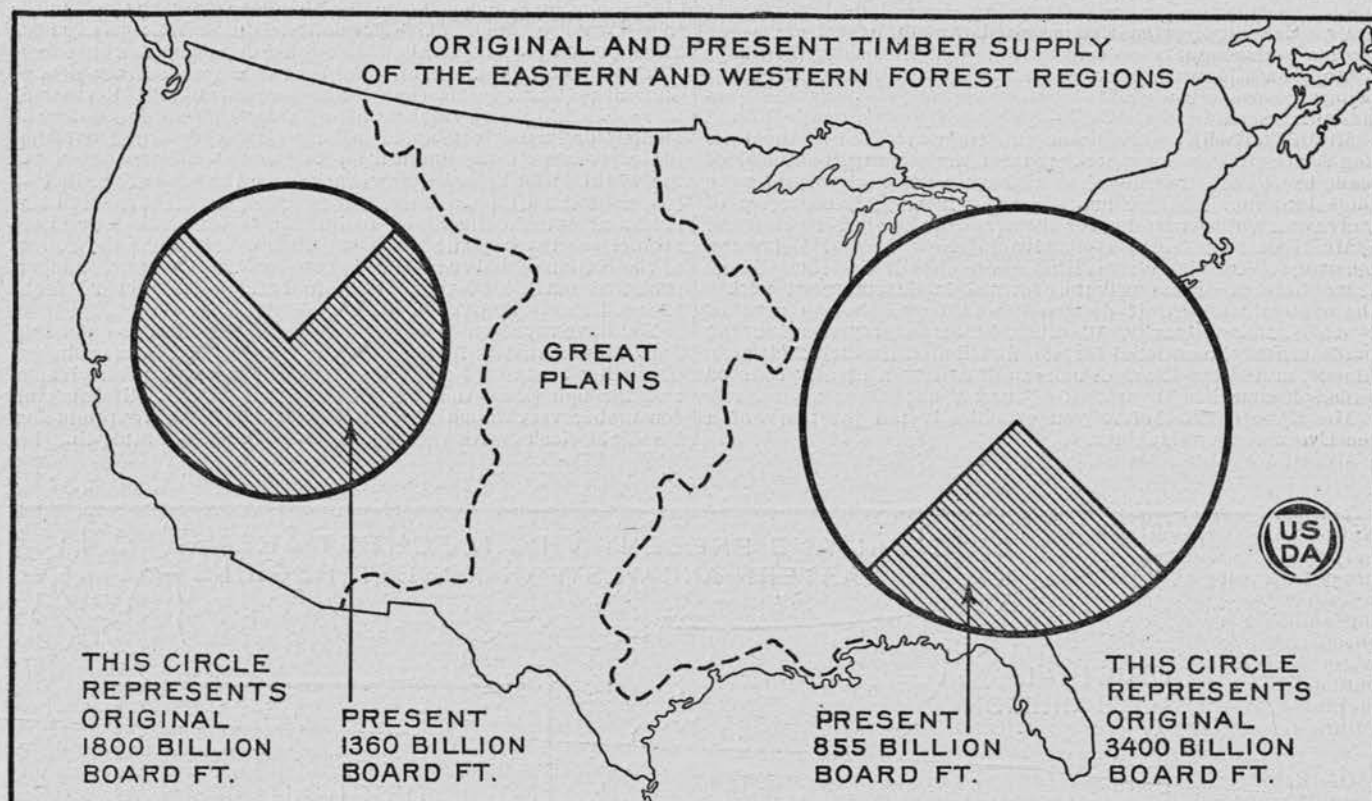 ORIGINAL AND PRESENT TIMBER SUPPLY
OF THE EASTERN AND WESTERN FOREST REGIONS
GREAT
PLAINS
US
DA
THIS CIRCLE
REPRESENTS
ORIGINAL
1800 BILLION
BOARD FT.
PRESENT
1360 BILLION
BOARD FT.
PRESENT
855 BILLION
BOARD FT.
THIS CIRCLE
REPRESENTS
ORIGINAL
3400 BILLION
BOARD FT.